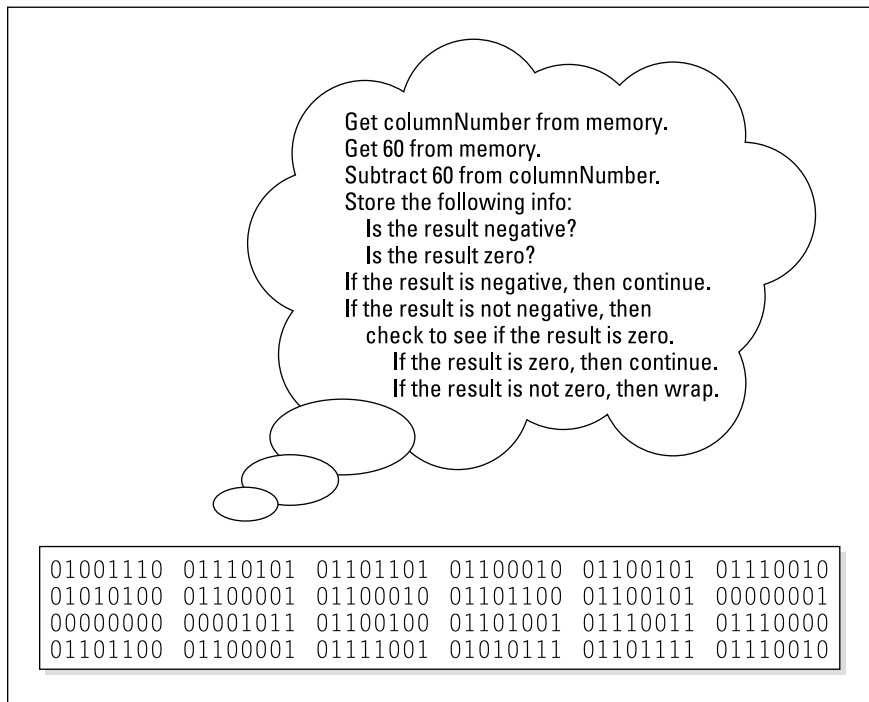 Get columnNumber from memory.
Get 60 from memory.
Subtract 60 from columnNumber.
Store the following info:
Is the result negative?
Is the result zero?
If the result is negative, then continue.
If the result is not negative, then
check to see if the result is zero.
If the result is zero, then continue.
If the result is not zero, then wrap.
01001110 01110101 01101101 01100010 01100101 01110010
01010100 01100001 01100010 01101100 01100101 00000001
00000000 00001011 01100100 01101001 01110011 01110000
01101100 01100001 01111001 01010111 01101111 01110010